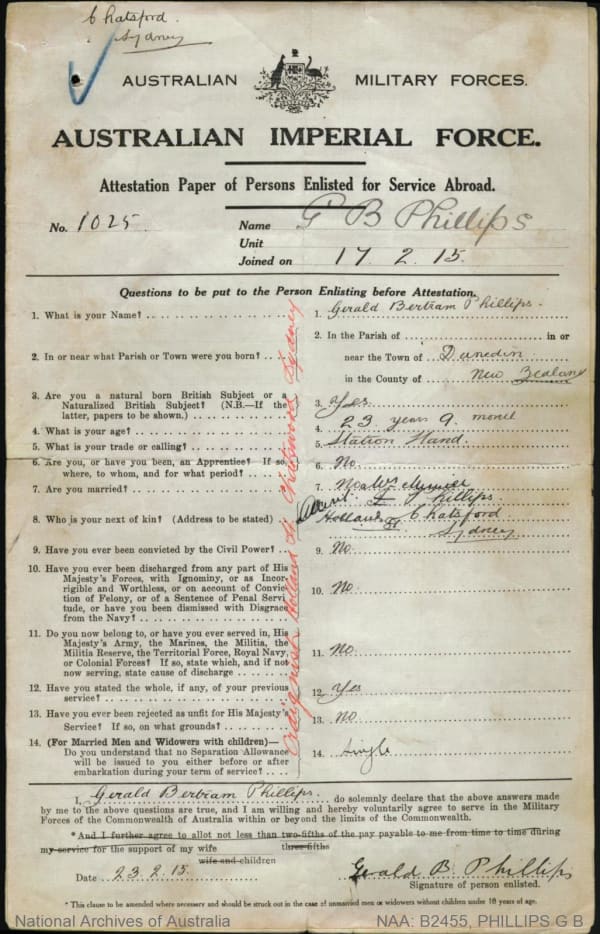 Chatsford.
Sydney
AUSTRALIAN MILITARY FORCES.
AUSTRALIAN IMPERIAL FORCE.
Attestation Paper of Persons Enlisted for Service Abroad.
No. 1025. Name G B Phillips
Unit
Joined on 17. 2. 15.
Questions to be put to the Person Enlisting before Attestation.
1. What is your Name? 1. Gerald Bertram Phillips.
2. In or near what Parish or Town were you born? 2. In the Parish of in or
near the Town of Dunedin
in the County of New Zealand
3. Are you a natural born British Subject or a
Naturalized British Subject? (N.B.—If the
latter, papers to be shown.) 3. Yes
4. What is your age? 4. 23 years 9 month
5. What is your trade or calling? 5. Station Hand.
6. Are you, or have you been, an Apprentice? If so,
where, to whom, and for what period? 6. No.
7. Are you married? 7. No
8. Who is your next of kin? (Address to be stated) 8. Phillips
Holland St Chatsford
Sydney
9. Have you ever been convicted by the Civil Power? 9. No.
10. Have you ever been discharged from any part of His
Majesty's Forces, with Ignominy, or as Incor-
rigible and Worthless, or on account of Convic-
tion of Felony, or of a Sentence of Penal Servi
tude, or have you been dismissed with Disgrace
from the Navy? 10. No
11. Do you now belong to, or have you ever served in, His
Majesty's Army, the Marines, the Militia, the
Militia Reserve, the Territorial Force, Royal Navy,
or Colonial Forces? If so, state which, and if not
now serving, state cause of discharge 11. No.
12. Have you stated the whole, if any, of your previous
service? 12. Yes
13. Have you ever been rejected as unfit for His Majesty's
Service? If so, on what grounds? 13. No
14. (For Married Men and Widowers with children)—
Do you understand that no Separation Allowance
will be issued to you either before or after
embarkation during your term of service? 14. Single
Holland St Chatswood Sydney
I, Gerald Bertram Phillips. do solemnly declare that the above answers made
by me to the above questions are true, and I am willing and hereby voluntarily agree to serve in the Military
Forces of the Commonwealth of Australia within or beyond the limits of the Commonwealth.
*And I further agree to allot not less than two-fifths of the pay payable to me from time to time during
three-fifths
my service for the support of my wife
wife and children
Date 23.2.15. Gerald B. Phillips
Signature of person enlisted.
* This clause to be amended where necessary and should be struck out in the case of unmarried men or widowers without children under 18 years of age.
National Archives of Australia NAA: B2455, PHILLIPS G B